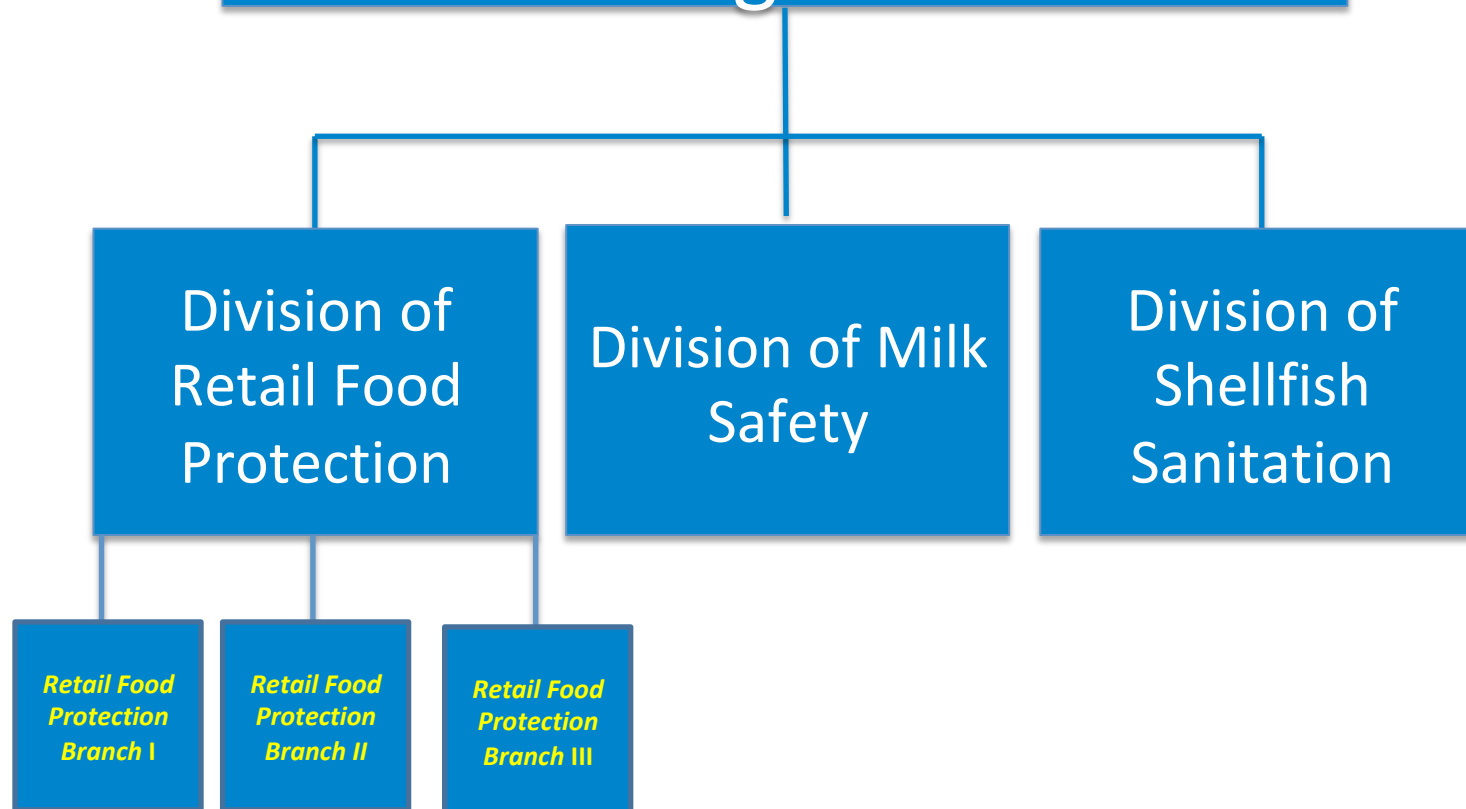 Division of
Retail Food
Protection
Division of Milk
Safety
Division of
Shellfish
Sanitation
Retail Food
Protection
Branch I
Retail Food
Protection
Branch II
Retail Food
Protection
Branch III